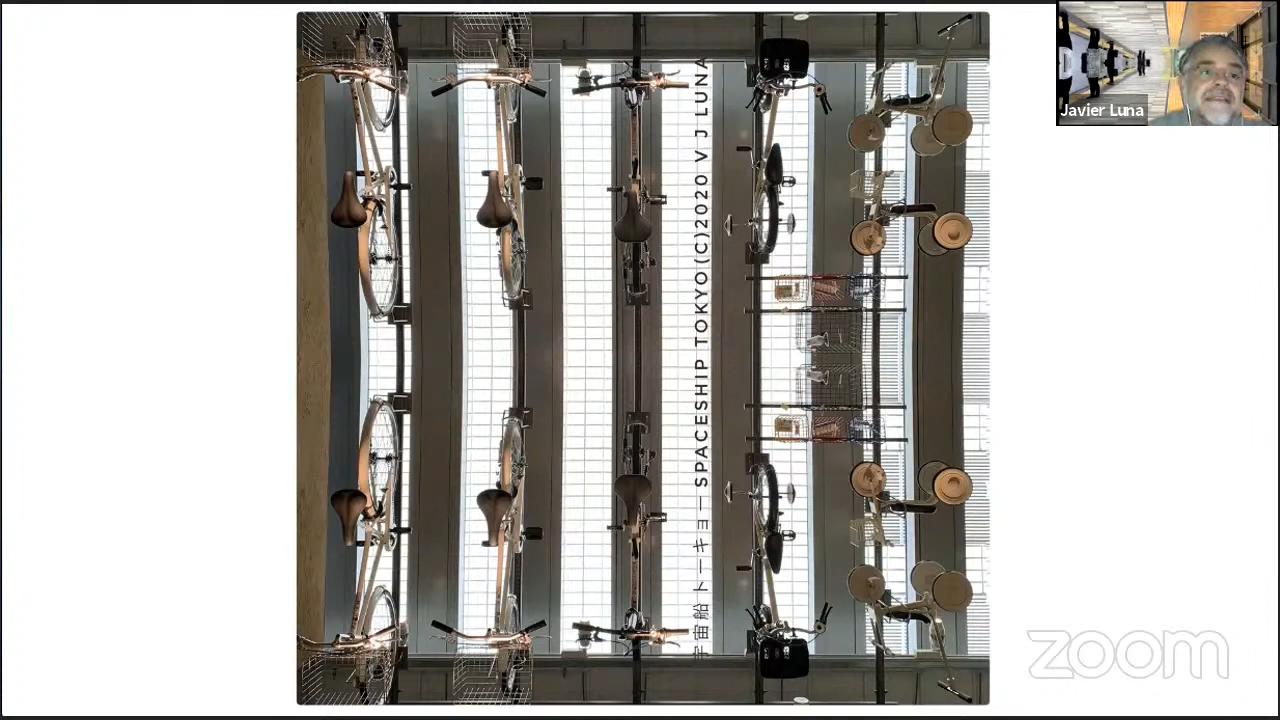 宇宙船トーキョー SPACESHIP TOKYO (C)2020 V J LUNA
Javier Luna
zoom